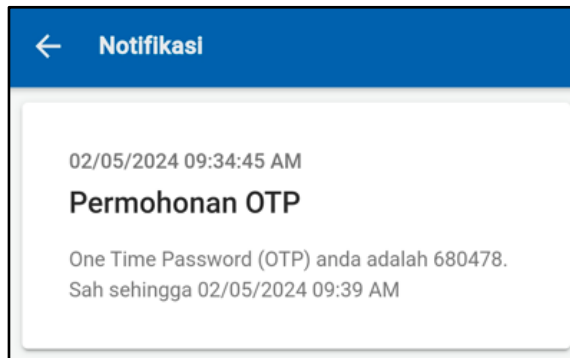 Notifikasi
02/05/2024 09:34:45 AM
Permohonan OTP
One Time Password (OTP) anda adalah 680478.
Sah sehingga 02/05/2024 09:39 AM